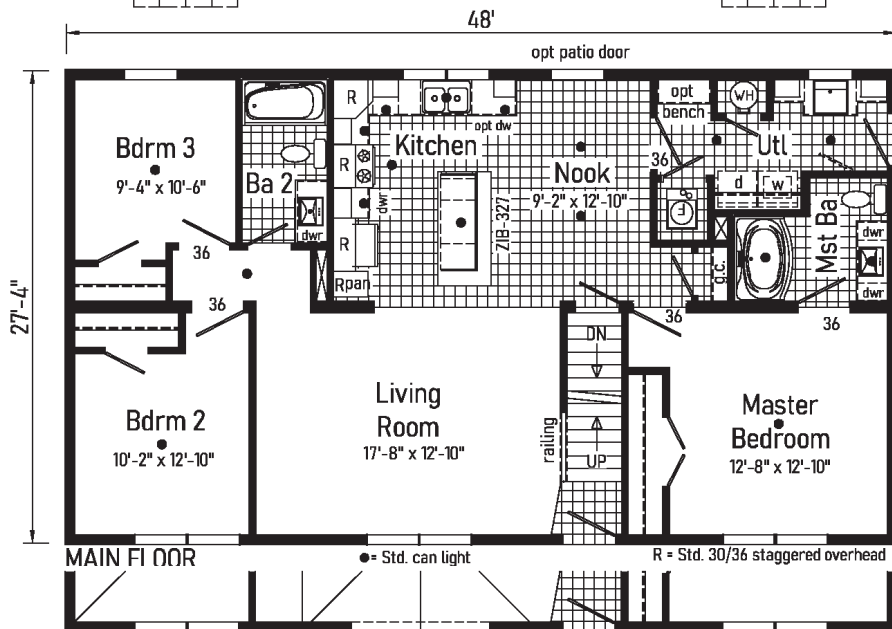 48'
opt patio door
27'-4"
Bdrm 3
9'-4" x 10'-6"
36
Ba 2
dwr
R
R
R
Rpan
dwr
Kitchen
opt dw
ZIB-327
Nook
9'-2" x 12'-10"
opt
bench
36
WH
Utl
d
w
F
g.c.
Mst Ba
dwr
dwr
36
36
36
Bdrm 2
10'-2" x 12'-10"
Living
Room
17'-8" x 12'-10"
railing
DN
UP
Master
Bedroom
12'-8" x 12'-10"
MAIN FLOOR
●= Std. can light
R = Std. 30/36 staggered overhead